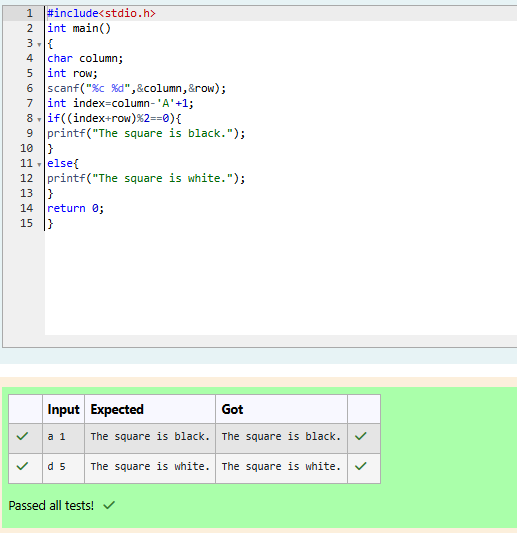 1 #include<stdio.h>
2 int main()
3 {
4 char column;
5 int row;
6 scanf("%c %d",&column,&row);
7 int index=column-'A'+1;
8 if((index+row)%2==0){
9 printf("The square is black.");
10 }
11 else{
12 printf("The square is white.");
13 }
14 return 0;
15 }
Input Expected Got
a 1 The square is black. The square is black.
d 5 The square is white. The square is white.
Passed all tests!